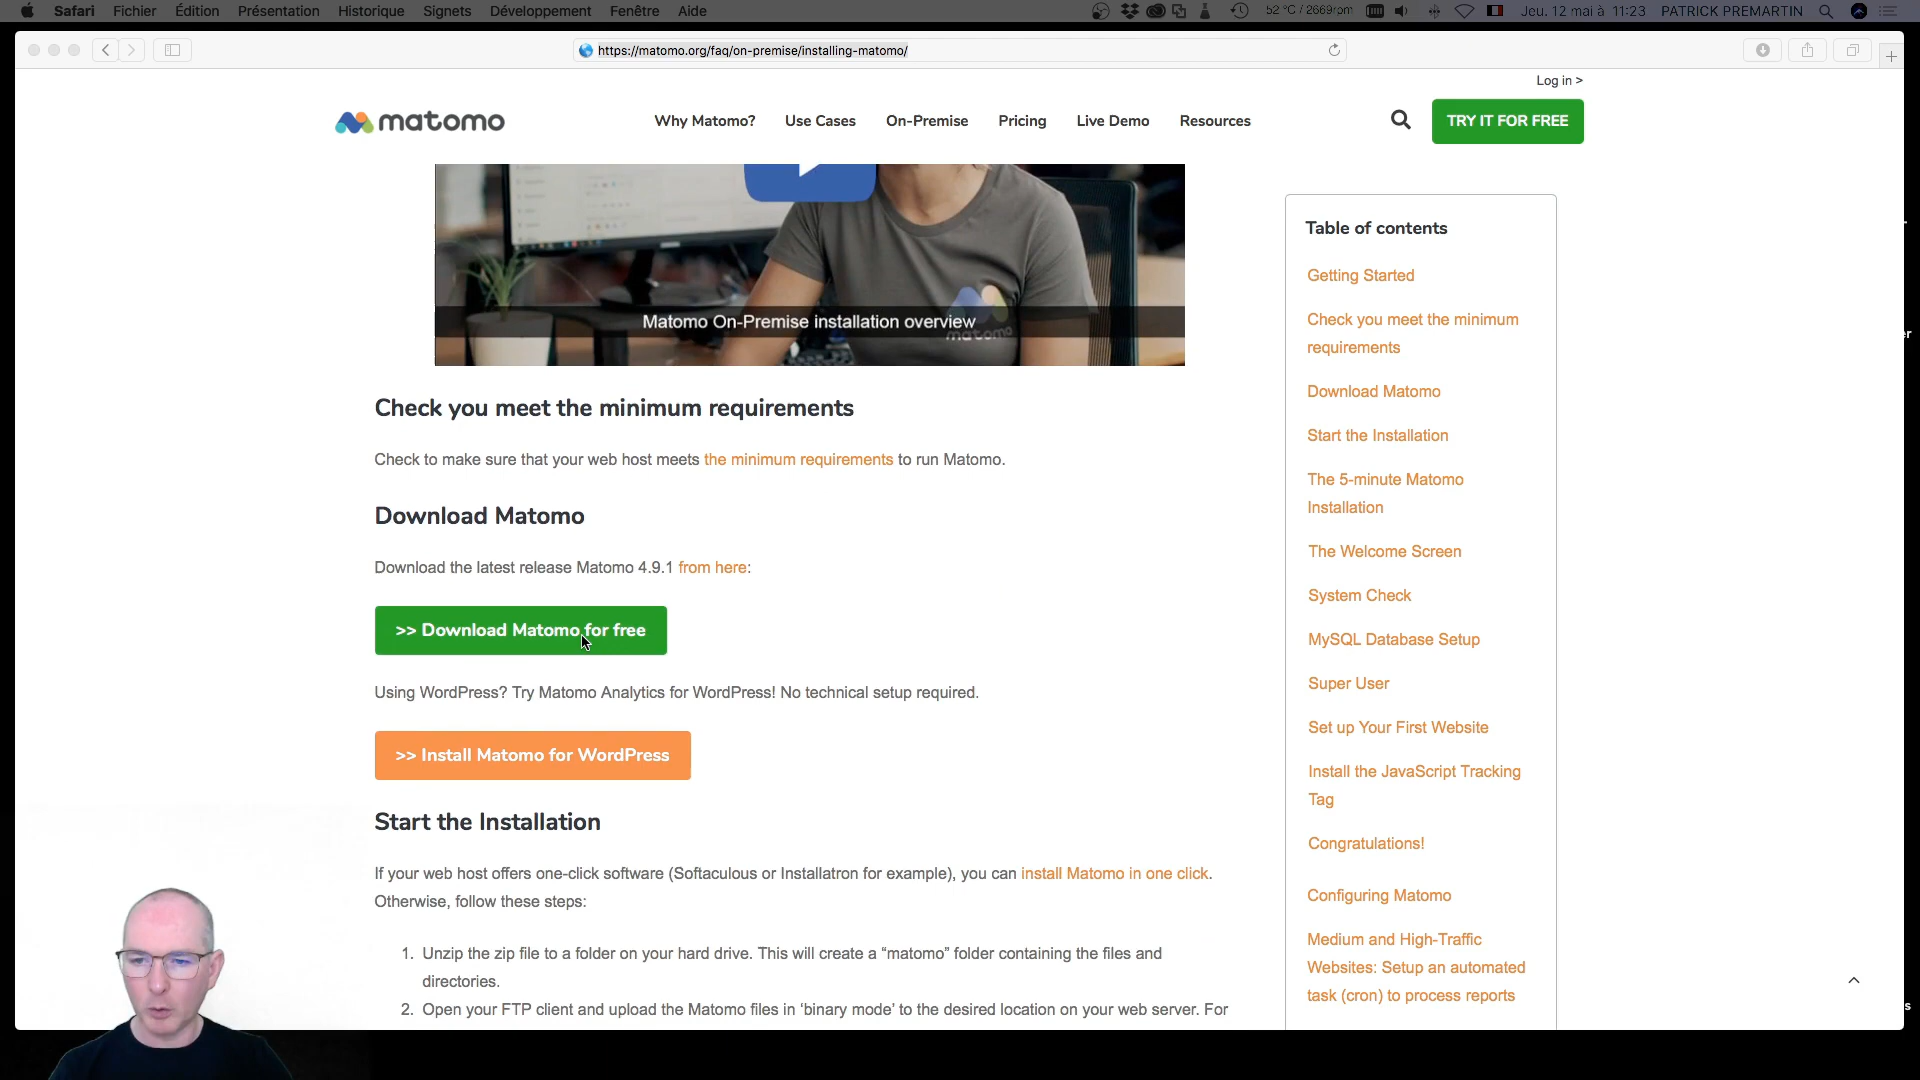 Safari Fichier Édition Présentation Historique Signets Développement Fenêtre Aide 52 °C / 2669rpm Jeu. 12 mai à 11:23 PATRICK PREMARTIN
https://matomo.org/faq/on-premise/installing-matomo/
Log in >
matomo Why Matomo? Use Cases On-Premise Pricing Live Demo Resources TRY IT FOR FREE
matomo
Matomo On-Premise installation overview
Check you meet the minimum requirements
Check to make sure that your web host meets the minimum requirements to run Matomo.
Download Matomo
Download the latest release Matomo 4.9.1 from here:
>> Download Matomo for free
Using WordPress? Try Matomo Analytics for WordPress! No technical setup required.
>> Install Matomo for WordPress
Start the Installation
If your web host offers one-click software (Softaculous or Installatron for example), you can install Matomo in one click.
Otherwise, follow these steps:
1. Unzip the zip file to a folder on your hard drive. This will create a “matomo” folder containing the files and
directories.
2. Open your FTP client and upload the Matomo files in ‘binary mode’ to the desired location on your web server. For
Table of contents
Getting Started
Check you meet the minimum
requirements
Download Matomo
Start the Installation
The 5-minute Matomo
Installation
The Welcome Screen
System Check
MySQL Database Setup
Super User
Set up Your First Website
Install the JavaScript Tracking
Tag
Congratulations!
Configuring Matomo
Medium and High-Traffic
Websites: Setup an automated
task (cron) to process reports